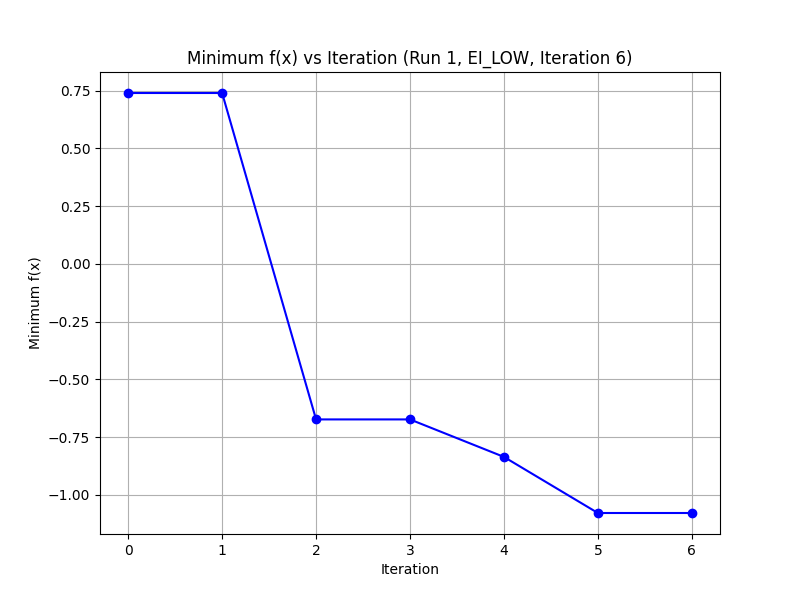 Minimum f(x) vs Iteration (Run 1, EI_LOW, Iteration 6)
0.75
0.50
0.25
0.00
−0.25
−0.50
−0.75
−1.00
Minimum f(x)
0 1 2 3 4 5 6
Iteration